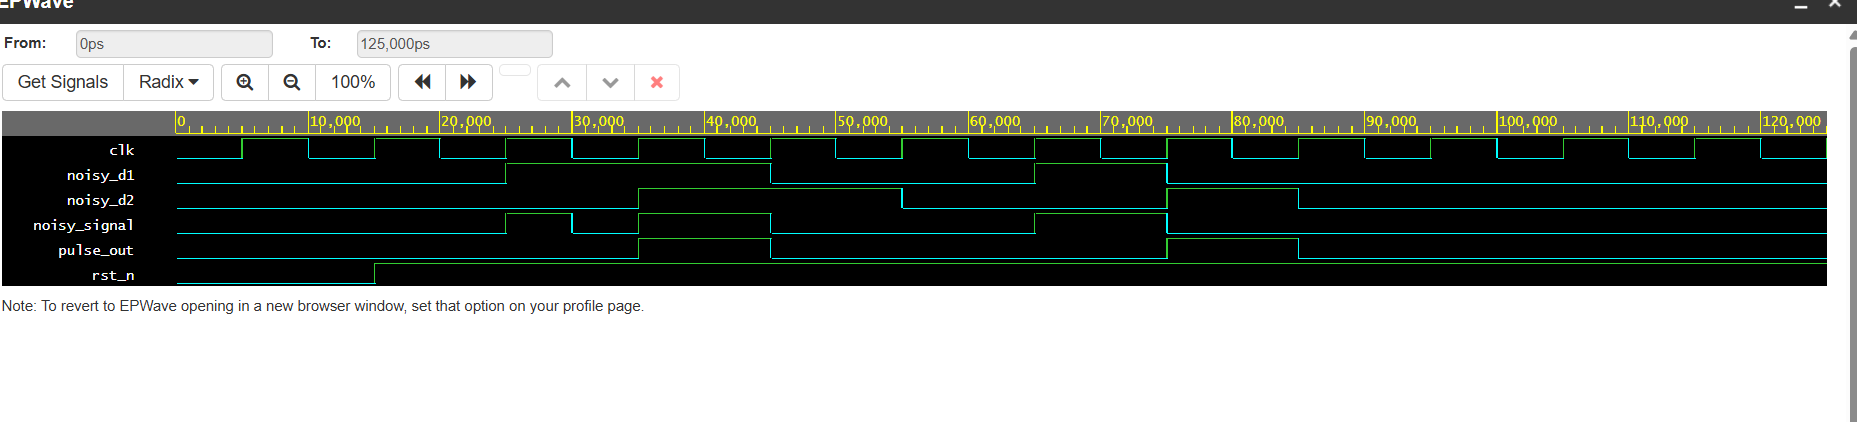 EPWave
From: 0ps To: 125,000ps
Get Signals Radix 100%
0 10,000 20,000 30,000 40,000 50,000 60,000 70,000 80,000 90,000 100,000 110,000 120,000
clk
noisy_d1
noisy_d2
noisy_signal
pulse_out
rst_n
Note: To revert to EPWave opening in a new browser window, set that option on your profile page.